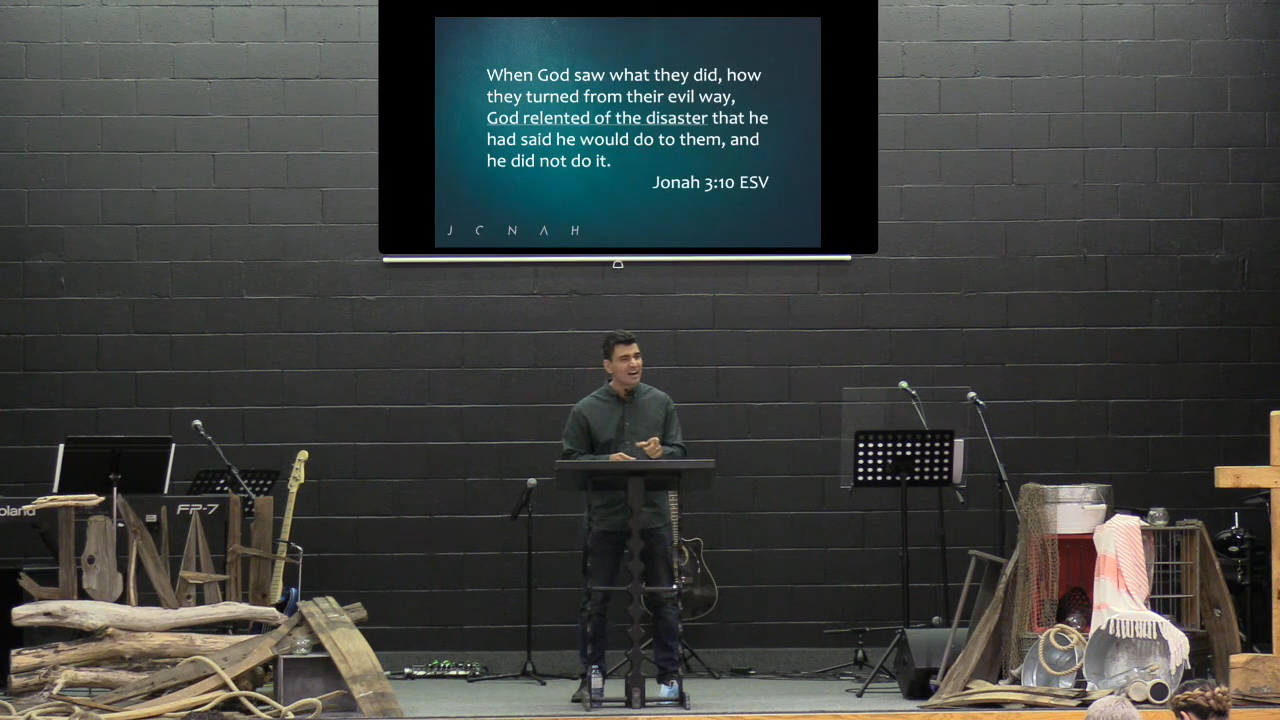 When God saw what they did, how
they turned from their evil way,
God relented of the disaster that he
had said he would do to them, and
he did not do it.
Jonah 3:10 ESV
J O N A H
oland
FP-7